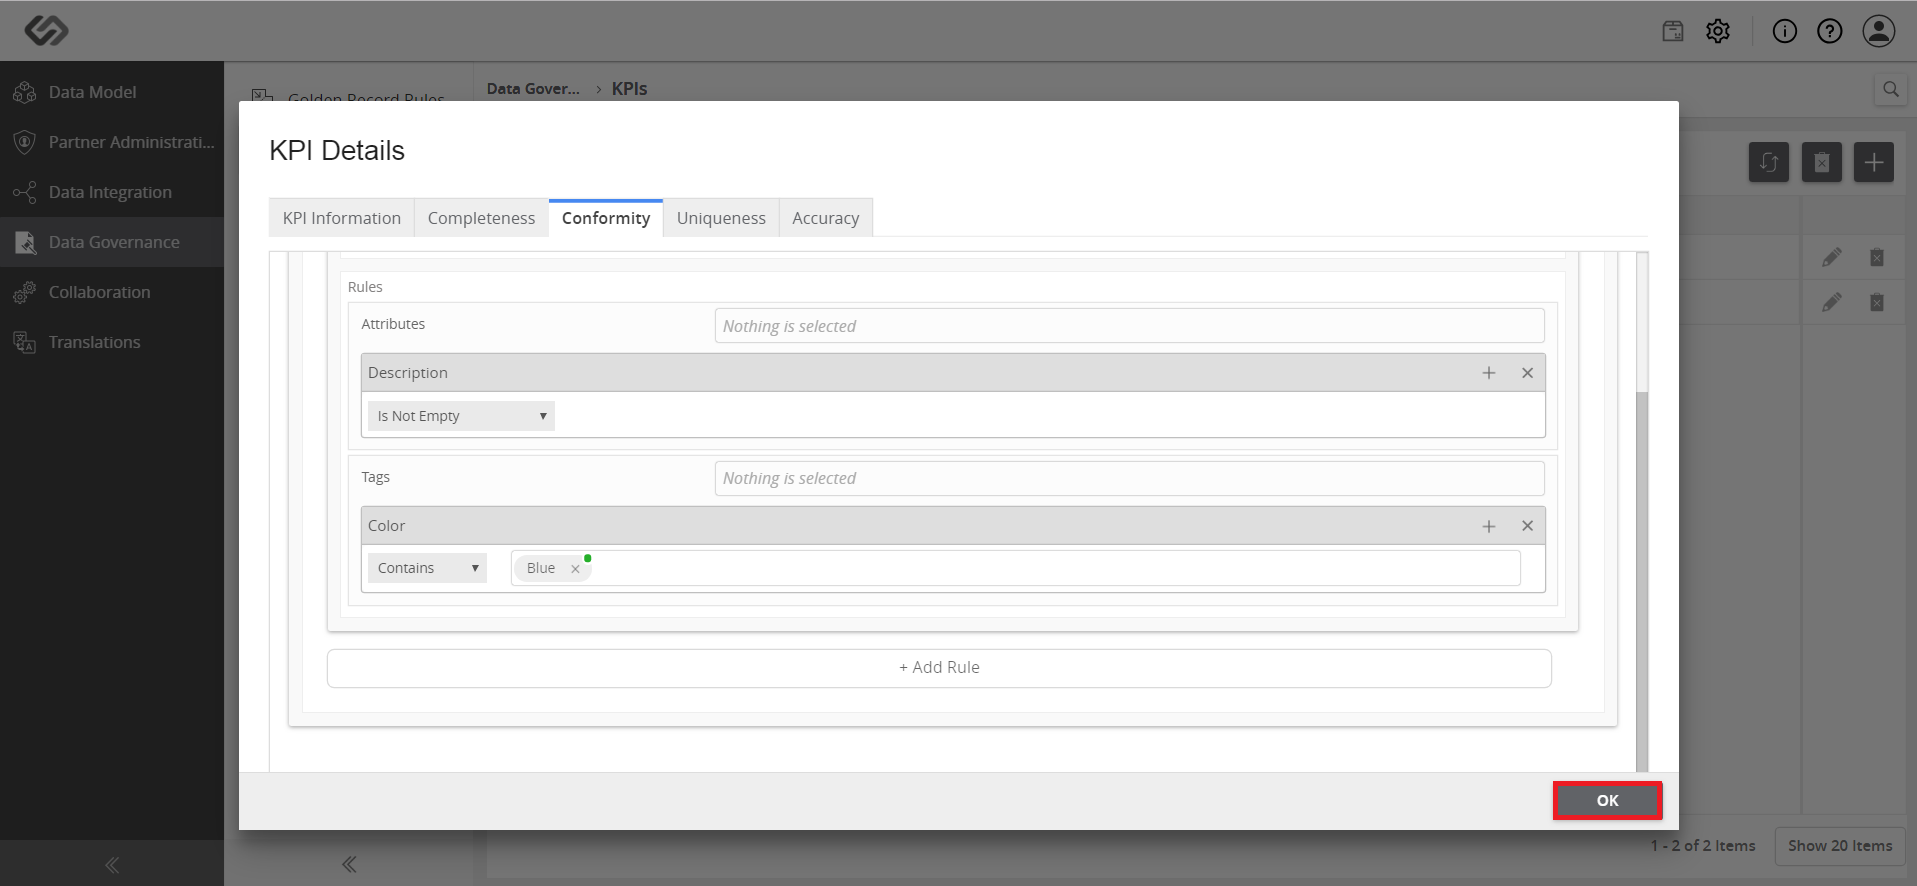 Data Model
Partner Administrati...
Data Integration
Data Governance
Collaboration
Translations
Golden Record Rules
Data Gover... › KPIs
KPI Details
KPI Information
Completeness
Conformity
Uniqueness
Accuracy
Rules
Attributes
Nothing is selected
Description
Is Not Empty
Tags
Nothing is selected
Color
Contains
Blue
+ Add Rule
OK
1 - 2 of 2 Items
Show 20 Items